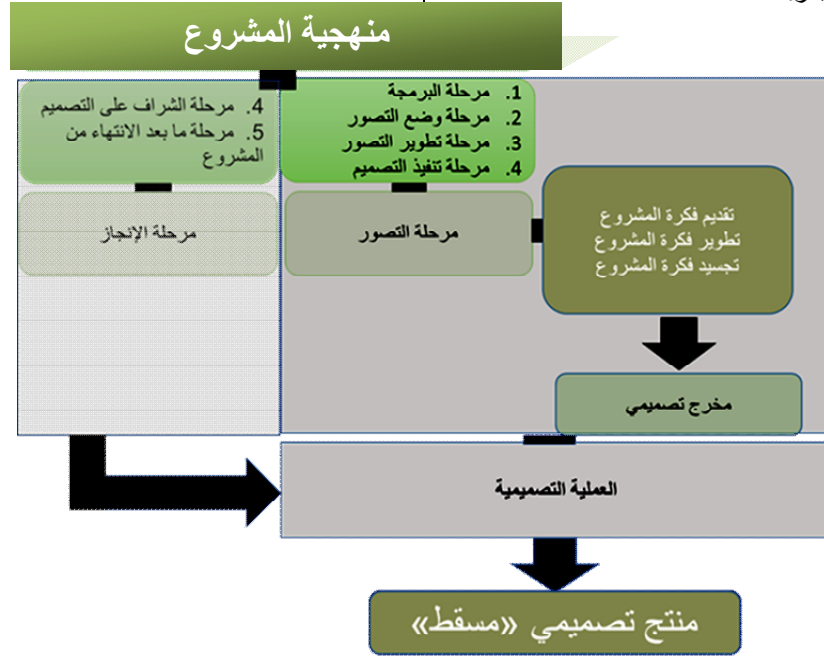 منهجية المشروع
1. مرحلة البرمجة
2. مرحلة وضع التصور
3. مرحلة تطوير التصور
4. مرحلة تنفيذ التصميم
4. مرحلة الشراف على التصميم
5. مرحلة ما بعد الانتهاء من
المشروع
تقديم فكرة المشروع
تطوير فكرة المشروع
تجسيد فكرة المشروع
مرحلة التصور
مرحلة الإنجاز
مخرج تصميمي
العملية التصميمية
منتج تصميمي «مسقط»